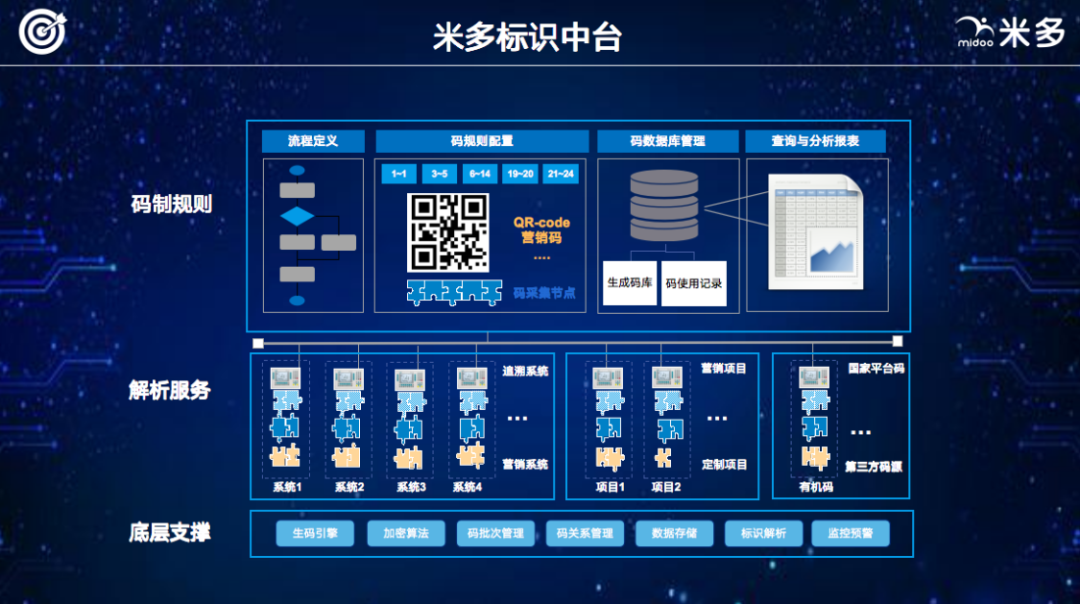 米多标识中台
midoo 米多
流程定义
码规则配置
码数据库管理
查询与分析报表
1~1
3~5
6~14
19~20
21~24
码制规则
QR-code
营销码
....
码采集节点
生成码库
码使用记录
解析服务
追溯系统
...
营销系统
系统1
系统2
系统3
系统4
营销项目
...
定制项目
项目1
项目2
国家平台码
...
第三方码源
有机码
底层支撑
生码引擎
加密算法
码批次管理
码关系管理
数据存储
标识解析
监控预警